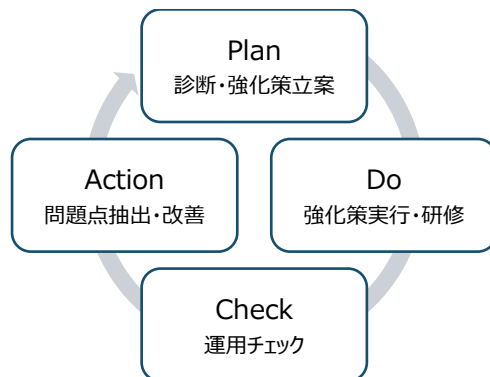 Plan
診断・強化策立案
Action
問題点抽出・改善
Do
強化策実行・研修
Check
運用チェック